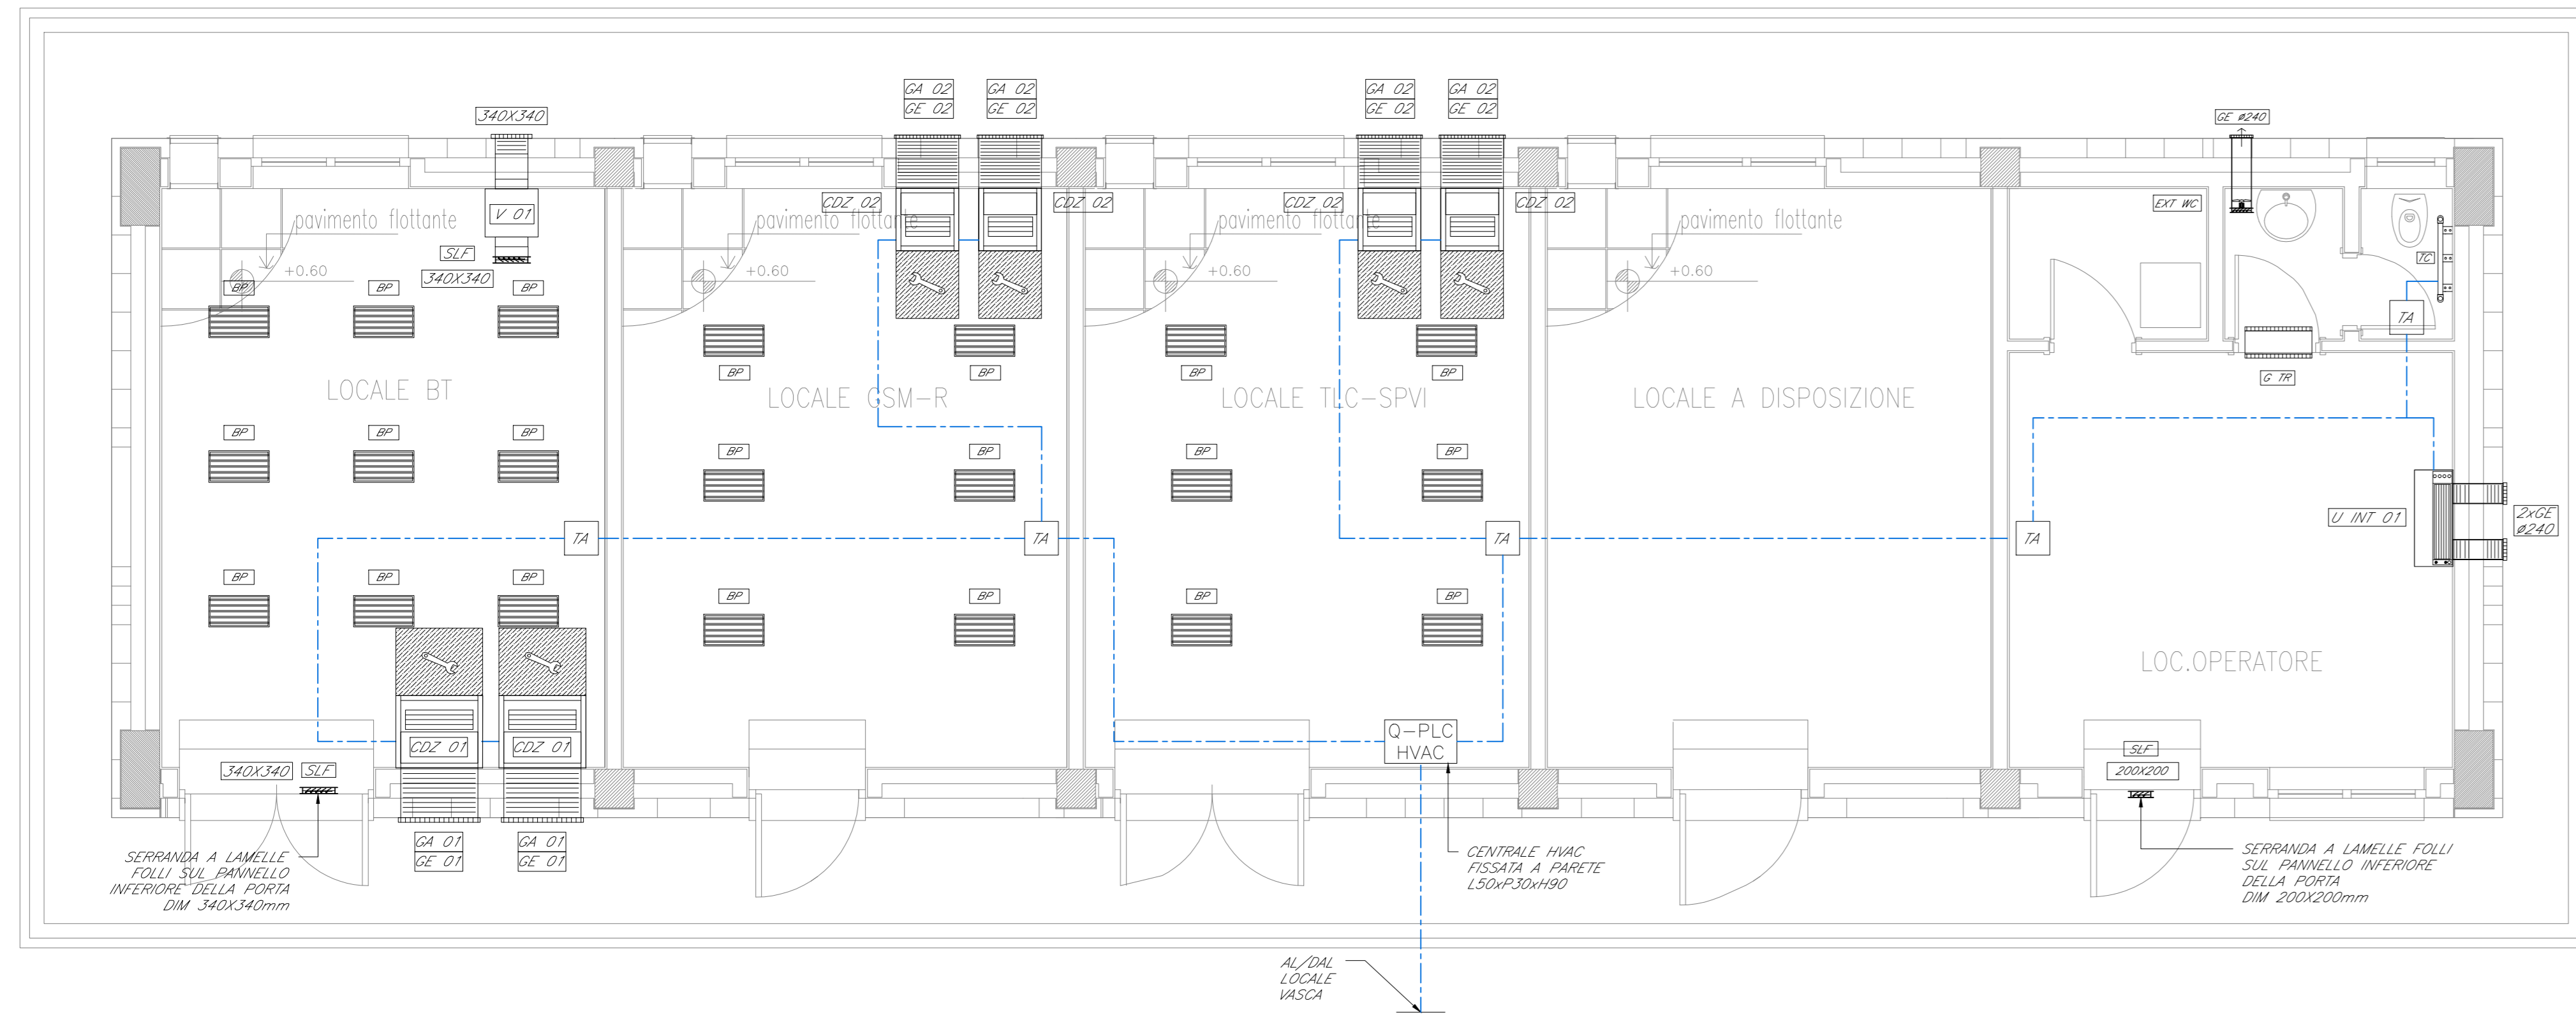 GA 02
GE 02
GA 02
GE 02
GA 02
GE 02
GA 02
GE 02
340X340
GE ø240
CDZ 02
CDZ 02
CDZ 02
CDZ 02
EXT WC
V 01
pavimento flottante
pavimento flottante
pavimento flottante
pavimento flottante
SLF
340X340
TC
+0.60
+0.60
+0.60
+0.60
BP
BP
BP
TA
BP
BP
BP
BP
G TR
LOCALE BT
LOCALE GSM-R
LOCALE TLC-SPVI
LOCALE A DISPOSIZIONE
BP
BP
BP
BP
BP
BP
BP
TA
TA
TA
TA
U INT 01
2xGE
ø240
BP
BP
BP
BP
BP
BP
BP
LOC.OPERATORE
Q-PLC
HVAC
CDZ 01
CDZ 01
SLF
200X200
340X340
SLF
GA 01
GE 01
GA 01
GE 01
SERRANDA A LAMELLE
FOLLI SUL PANNELLO
INFERIORE DELLA PORTA
DIM 340X340mm
CENTRALE HVAC
FISSATA A PARETE
L50xP30xH90
SERRANDA A LAMELLE FOLLI
SUL PANNELLO INFERIORE
DELLA PORTA
DIM 200X200mm
AL/DAL
LOCALE
VASCA